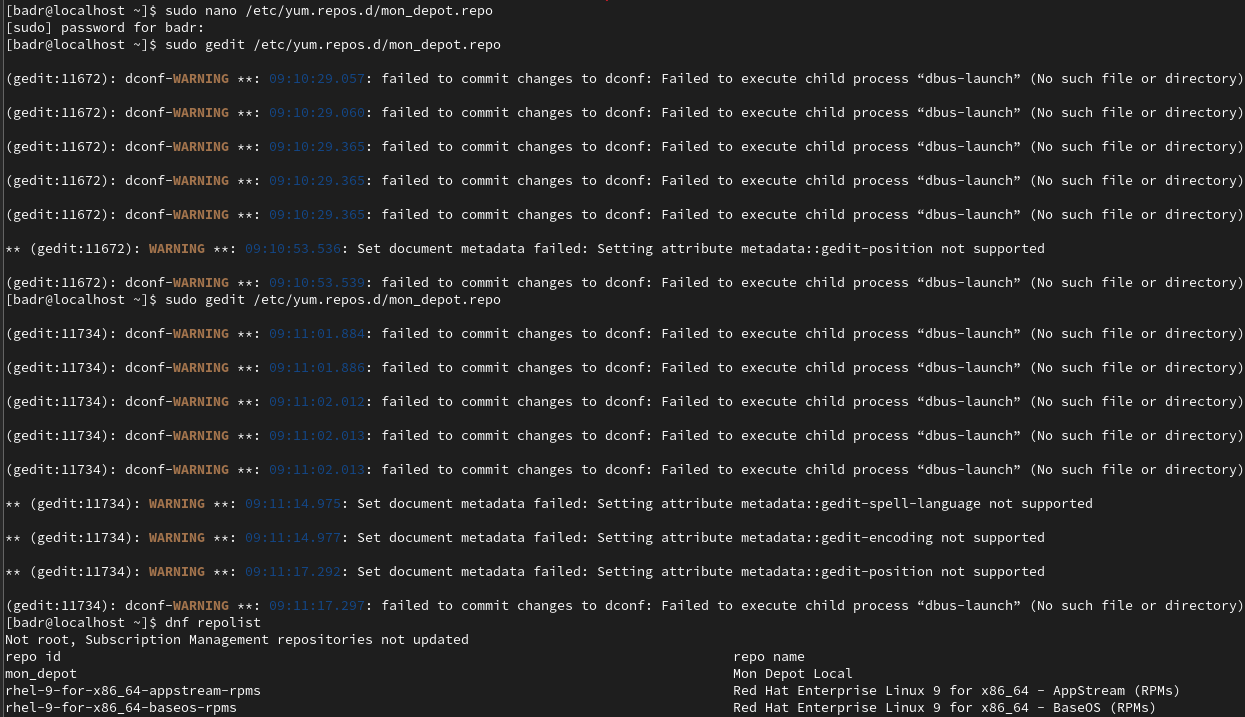 [badr@localhost ~]$ sudo nano /etc/yum.repos.d/mon_depot.repo
[sudo] password for badr:
[badr@localhost ~]$ sudo gedit /etc/yum.repos.d/mon_depot.repo
(gedit:11672): dconf-WARNING **: 09:10:29.057: failed to commit changes to dconf: Failed to execute child process “dbus-launch” (No such file or directory)
(gedit:11672): dconf-WARNING **: 09:10:29.060: failed to commit changes to dconf: Failed to execute child process “dbus-launch” (No such file or directory)
(gedit:11672): dconf-WARNING **: 09:10:29.365: failed to commit changes to dconf: Failed to execute child process “dbus-launch” (No such file or directory)
(gedit:11672): dconf-WARNING **: 09:10:29.365: failed to commit changes to dconf: Failed to execute child process “dbus-launch” (No such file or directory)
(gedit:11672): dconf-WARNING **: 09:10:29.365: failed to commit changes to dconf: Failed to execute child process “dbus-launch” (No such file or directory)
** (gedit:11672): WARNING **: 09:10:53.536: Set document metadata failed: Setting attribute metadata::gedit-position not supported
(gedit:11672): dconf-WARNING **: 09:10:53.539: failed to commit changes to dconf: Failed to execute child process “dbus-launch” (No such file or directory)
[badr@localhost ~]$ sudo gedit /etc/yum.repos.d/mon_depot.repo
(gedit:11734): dconf-WARNING **: 09:11:01.884: failed to commit changes to dconf: Failed to execute child process “dbus-launch” (No such file or directory)
(gedit:11734): dconf-WARNING **: 09:11:01.886: failed to commit changes to dconf: Failed to execute child process “dbus-launch” (No such file or directory)
(gedit:11734): dconf-WARNING **: 09:11:02.012: failed to commit changes to dconf: Failed to execute child process “dbus-launch” (No such file or directory)
(gedit:11734): dconf-WARNING **: 09:11:02.013: failed to commit changes to dconf: Failed to execute child process “dbus-launch” (No such file or directory)
(gedit:11734): dconf-WARNING **: 09:11:02.013: failed to commit changes to dconf: Failed to execute child process “dbus-launch” (No such file or directory)
** (gedit:11734): WARNING **: 09:11:14.975: Set document metadata failed: Setting attribute metadata::gedit-spell-language not supported
** (gedit:11734): WARNING **: 09:11:14.977: Set document metadata failed: Setting attribute metadata::gedit-encoding not supported
** (gedit:11734): WARNING **: 09:11:17.292: Set document metadata failed: Setting attribute metadata::gedit-position not supported
(gedit:11734): dconf-WARNING **: 09:11:17.297: failed to commit changes to dconf: Failed to execute child process “dbus-launch” (No such file or directory)
[badr@localhost ~]$ dnf repolist
Not root, Subscription Management repositories not updated
repo id repo name
mon_depot Mon Depot Local
rhel-9-for-x86_64-appstream-rpms Red Hat Enterprise Linux 9 for x86_64 - AppStream (RPMs)
rhel-9-for-x86_64-baseos-rpms Red Hat Enterprise Linux 9 for x86_64 - BaseOS (RPMs)